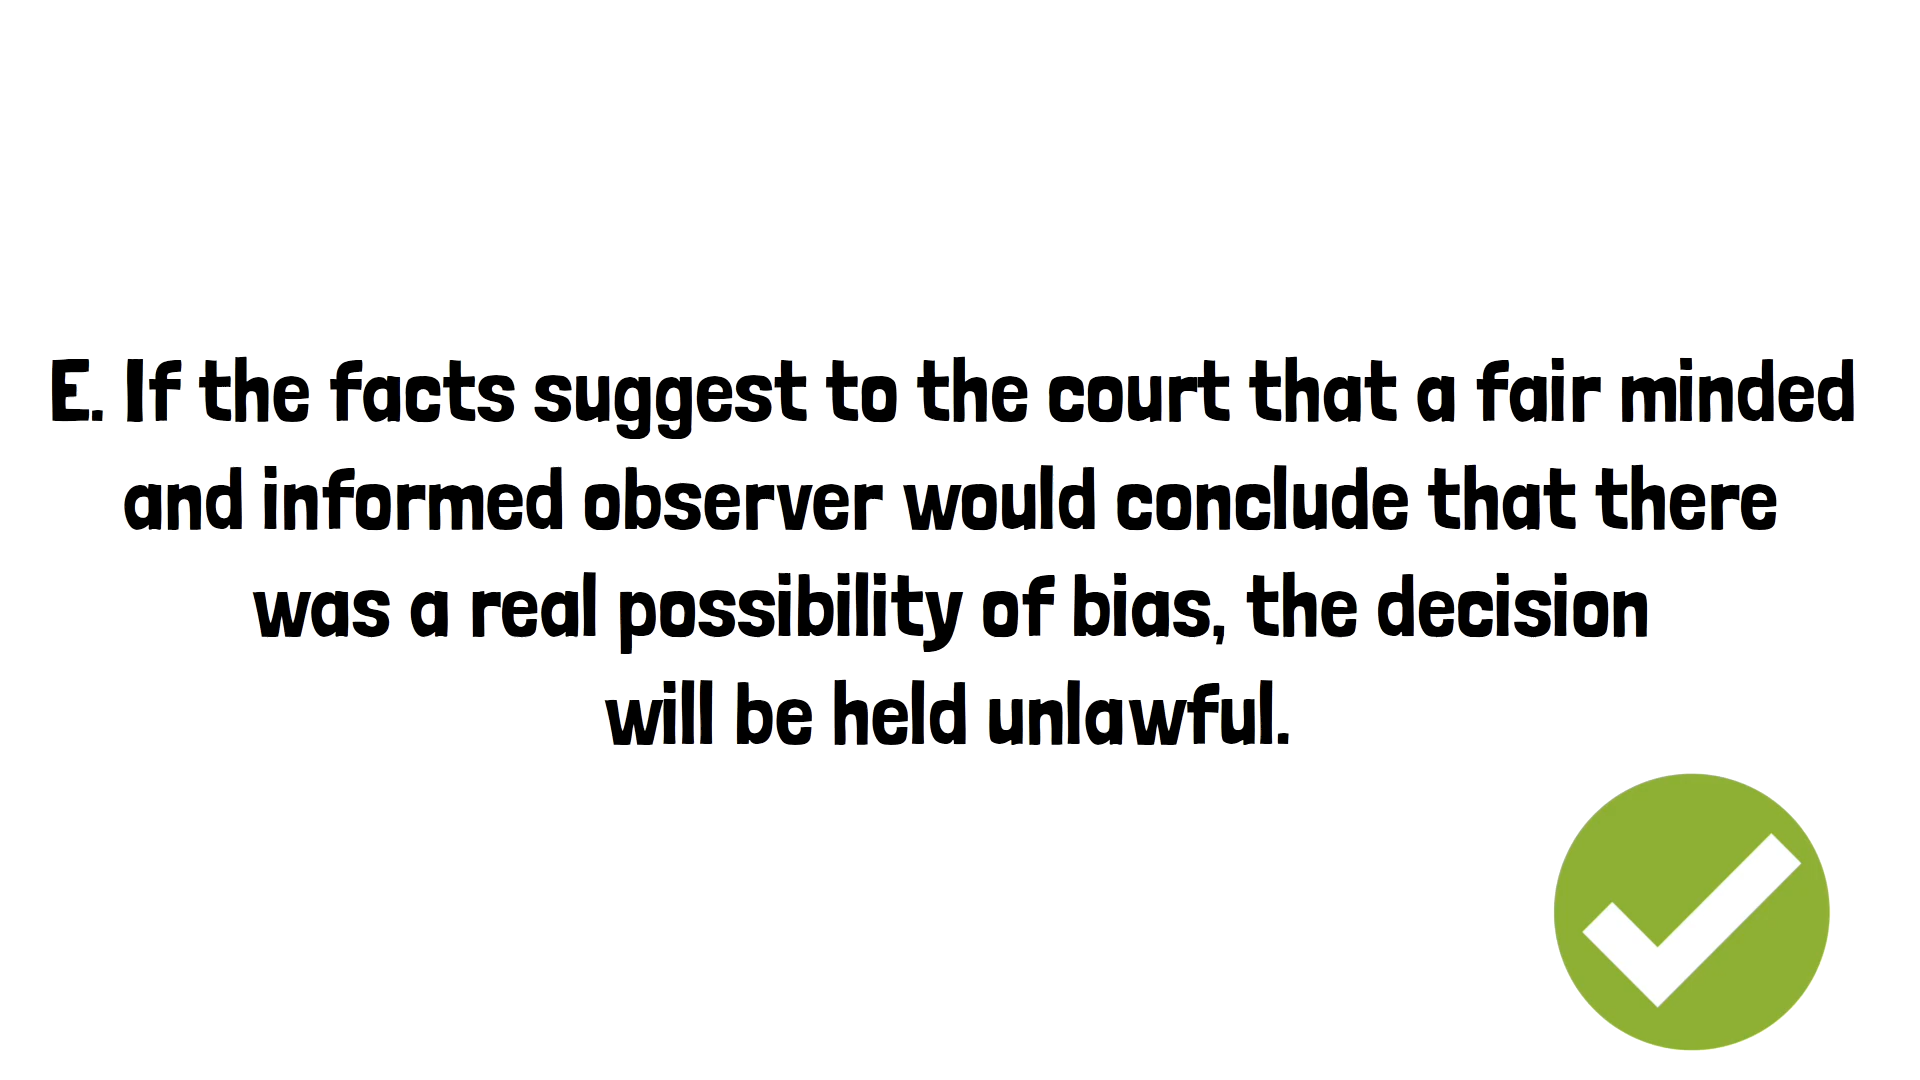 E. If the facts suggest to the court that a fair minded
and informed observer would conclude that there
was a real possibility of bias, the decision
will be held unlawful.